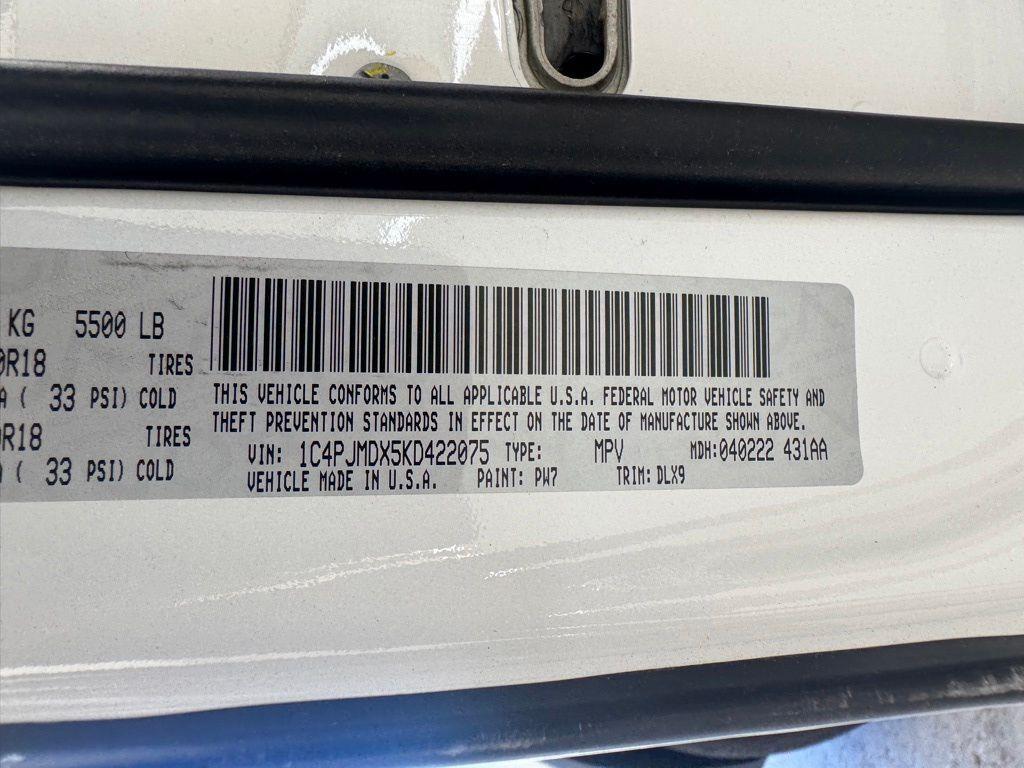 KG 5500 LB
0R18 TIRES
A ( 33 PSI) COLD
0R18 TIRES
( 33 PSI) COLD
THIS VEHICLE CONFORMS TO ALL APPLICABLE U.S.A. FEDERAL MOTOR VEHICLE SAFETY AND
THEFT PREVENTION STANDARDS IN EFFECT ON THE DATE OF MANUFACTURE SHOWN ABOVE.
VIN: 1C4PJMDX5KD422075 TYPE: MPV MDH:040222 431AA
VEHICLE MADE IN U.S.A. PAINT: PW7 TRIM: DLX9